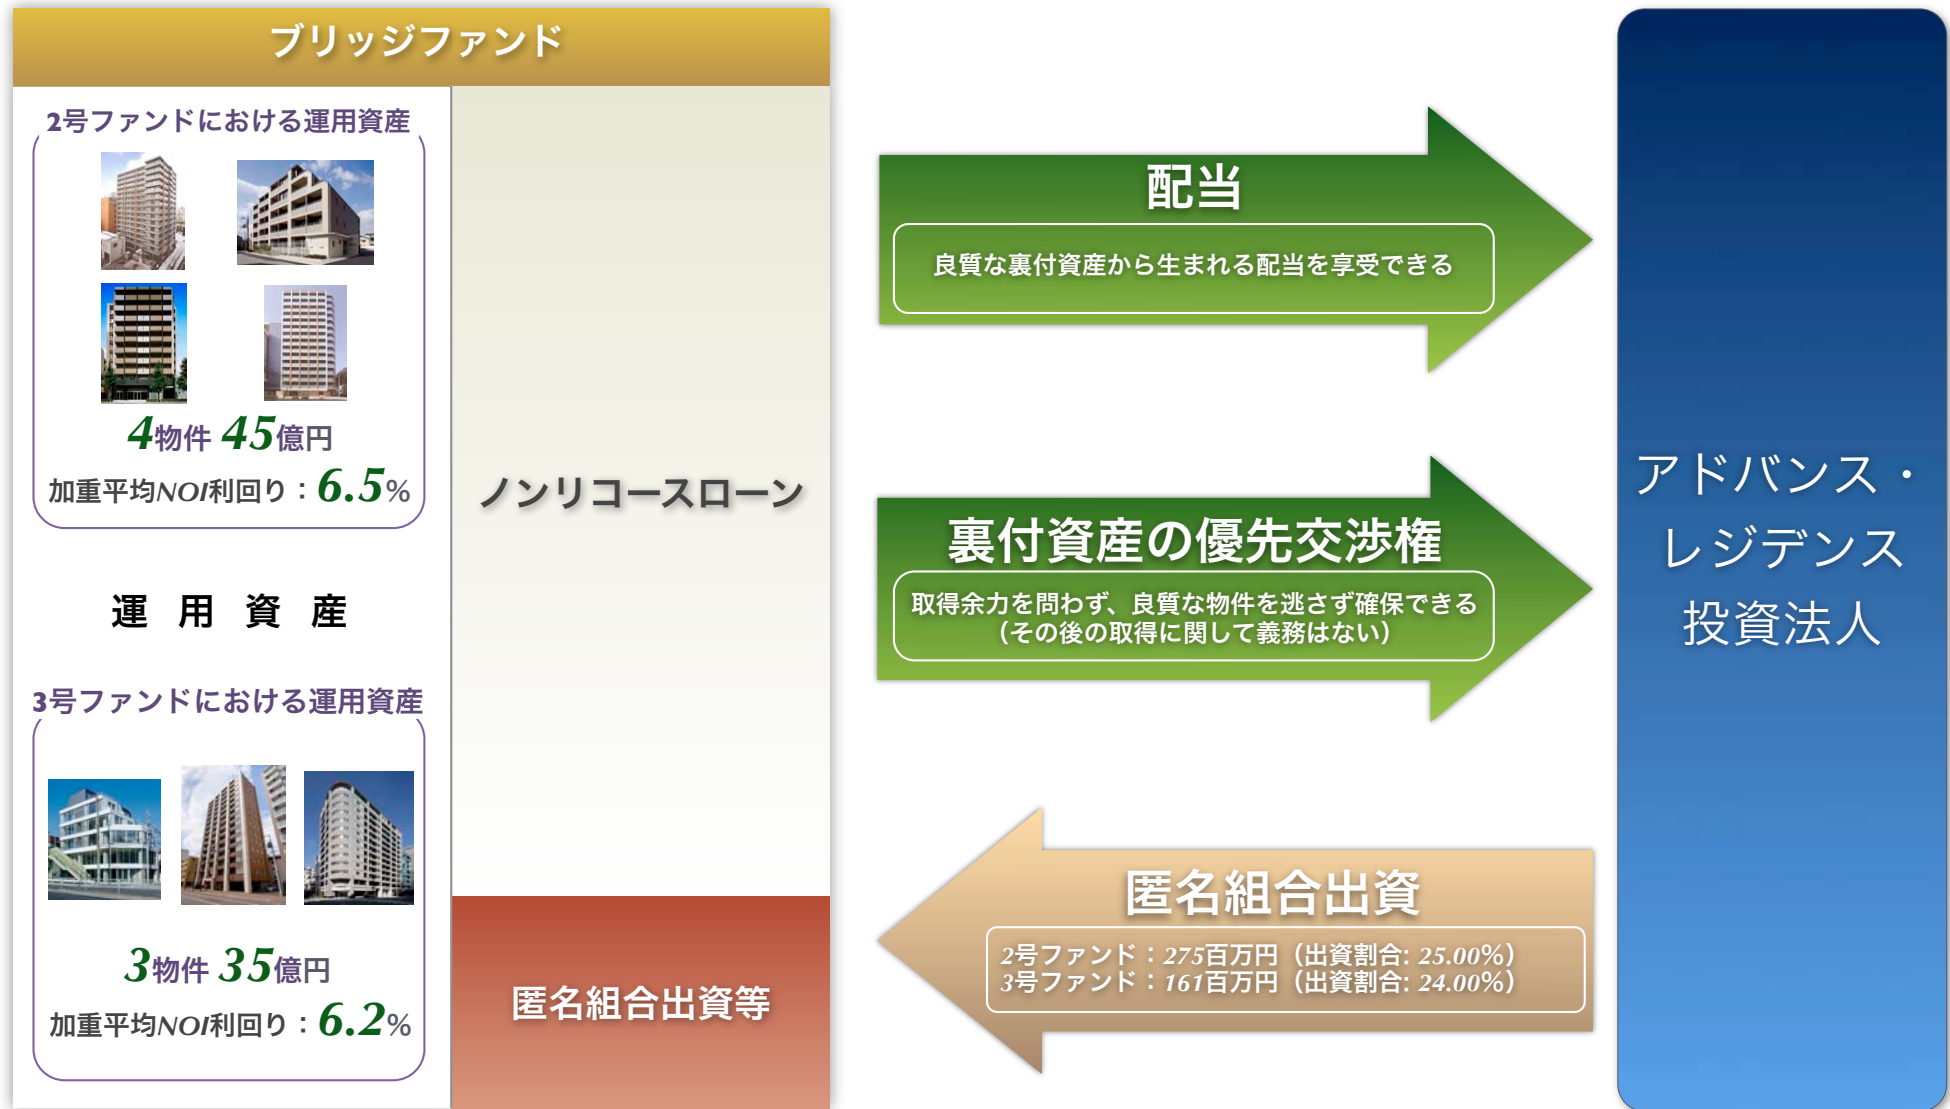 ブリッジファンド
2号ファンドにおける運用資産
4物件 45億円
加重平均NOI利回り：6.5%
運用資産
3号ファンドにおける運用資産
3物件 35億円
加重平均NOI利回り：6.2%
ノンリコースローン
匿名組合出資等
配当
良質な裏付資産から生まれる配当を享受できる
裏付資産の優先交渉権
取得余力を問わず、良質な物件を逃さず確保できる
（その後の取得に関して義務はない）
匿名組合出資
2号ファンド：275百万円（出資割合: 25.00%）
3号ファンド：161百万円（出資割合: 24.00%）
アドバンス・
レジデンス
投資法人